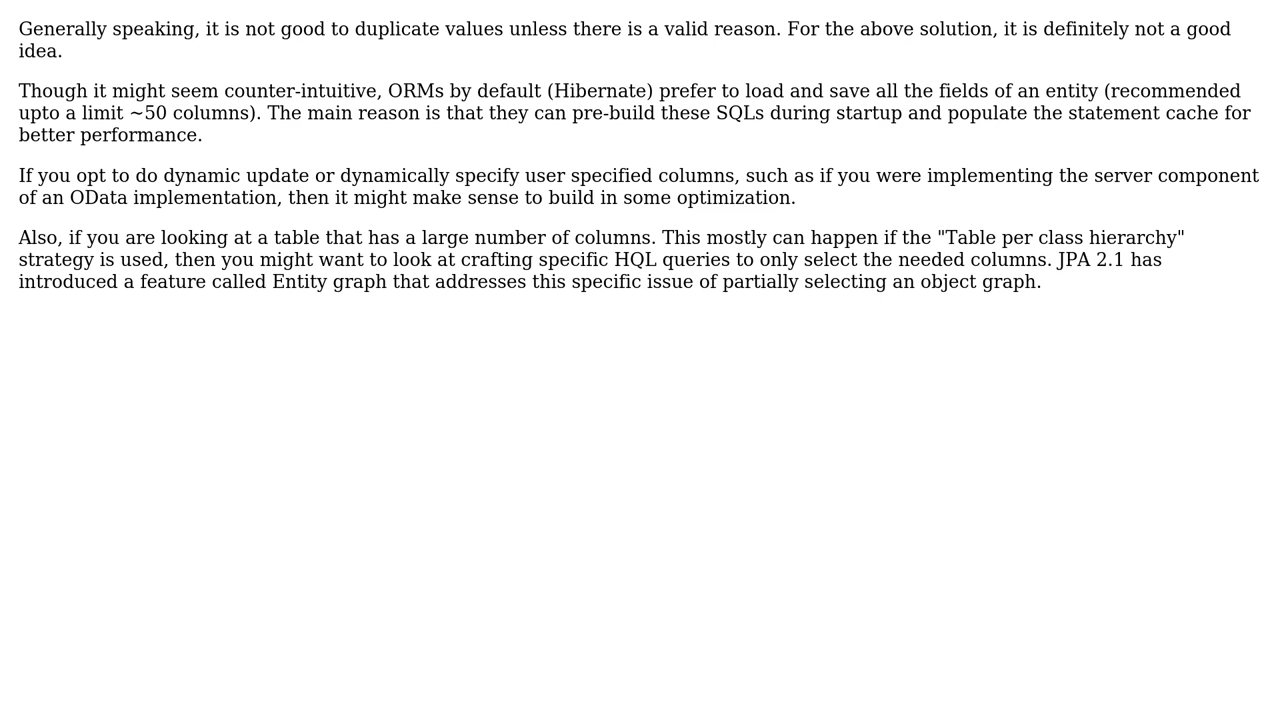 Generally speaking, it is not good to duplicate values unless there is a valid reason. For the above solution, it is definitely not a good
idea.
Though it might seem counter-intuitive, ORMs by default (Hibernate) prefer to load and save all the fields of an entity (recommended
upto a limit ~50 columns). The main reason is that they can pre-build these SQLs during startup and populate the statement cache for
better performance.
If you opt to do dynamic update or dynamically specify user specified columns, such as if you were implementing the server component
of an OData implementation, then it might make sense to build in some optimization.
Also, if you are looking at a table that has a large number of columns. This mostly can happen if the "Table per class hierarchy"
strategy is used, then you might want to look at crafting specific HQL queries to only select the needed columns. JPA 2.1 has
introduced a feature called Entity graph that addresses this specific issue of partially selecting an object graph.